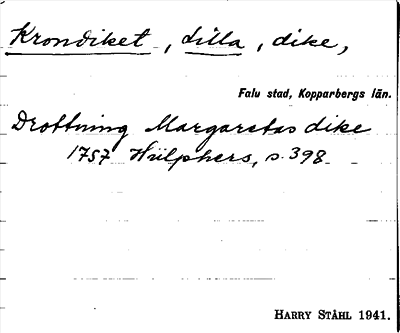 Krondiket, Lilla, dike,
Falu stad, Kopparbergs län.
Drottning Margaretas dike
1757 Hülphers, s. 398.
HARRY STÅHL 1941.